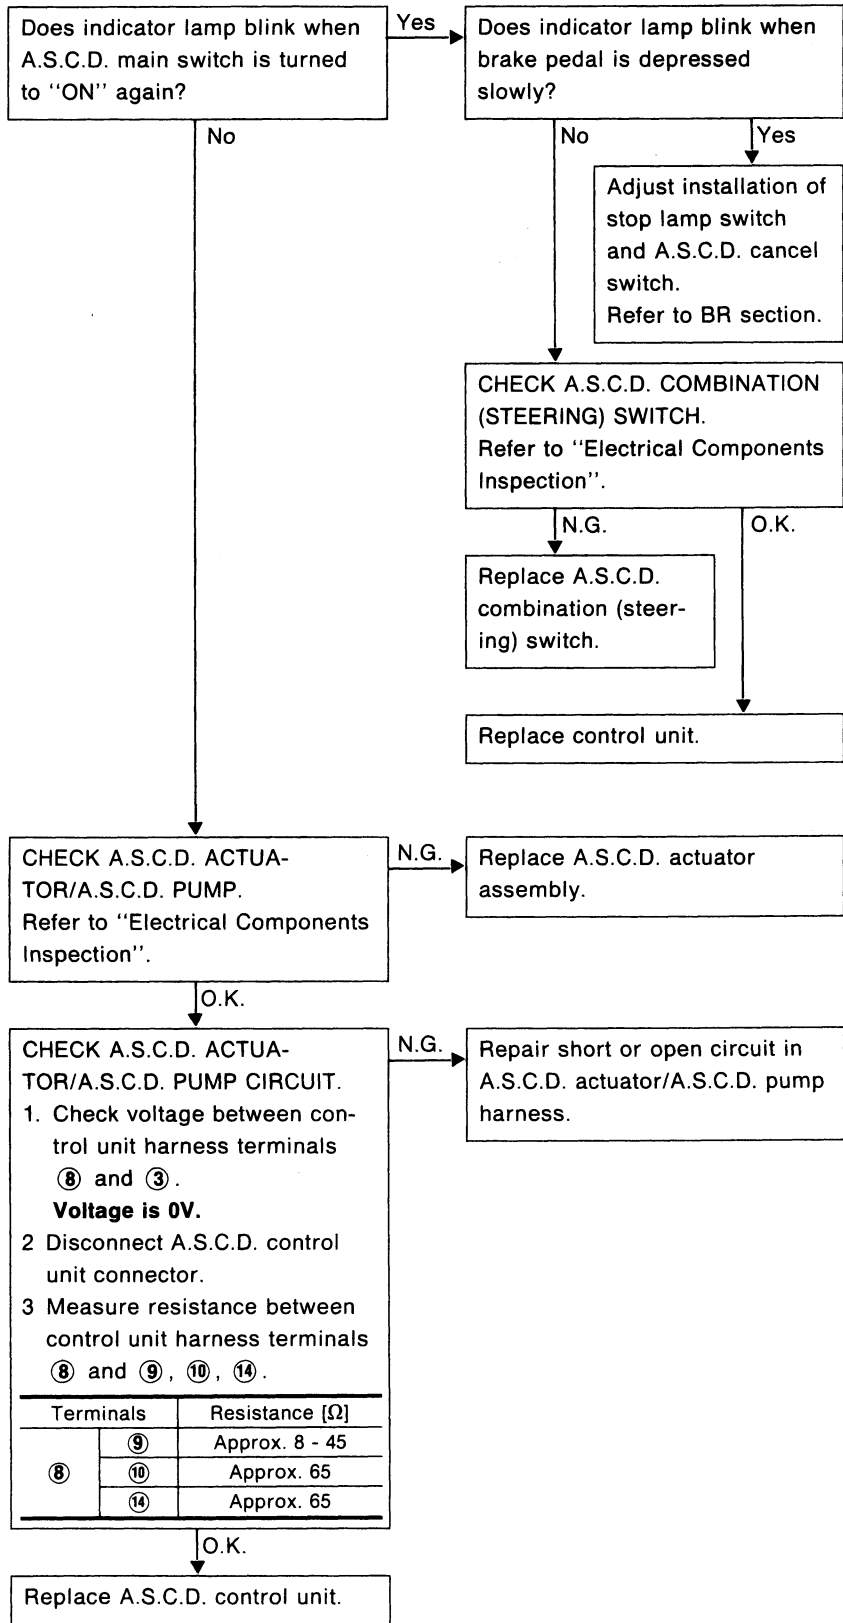 Does indicator lamp blink when
A.S.C.D. main switch is turned
to “ON” again?
Yes
Does indicator lamp blink when
brake pedal is depressed
slowly?
No
No
Yes
Adjust installation of
stop lamp switch
and A.S.C.D. cancel
switch.
Refer to BR section.
CHECK A.S.C.D. COMBINATION
(STEERING) SWITCH.
Refer to “Electrical Components
Inspection”.
N.G.
O.K.
Replace A.S.C.D.
combination (steer-
ing) switch.
Replace control unit.
CHECK A.S.C.D. ACTUA-
TOR/A.S.C.D. PUMP.
Refer to “Electrical Components
Inspection”.
N.G.
Replace A.S.C.D. actuator
assembly.
O.K.
CHECK A.S.C.D. ACTUA-
TOR/A.S.C.D. PUMP CIRCUIT.
1. Check voltage between con-
trol unit harness terminals
⑧ and ③.
Voltage is 0V.
2 Disconnect A.S.C.D. control
unit connector.
3 Measure resistance between
control unit harness terminals
⑧ and ⑨, ⑩, ⑭.
Terminals Resistance [Ω]
⑨ Approx. 8 - 45
⑧ ⑩ Approx. 65
⑭ Approx. 65
N.G.
Repair short or open circuit in
A.S.C.D. actuator/A.S.C.D. pump
harness.
O.K.
Replace A.S.C.D. control unit.